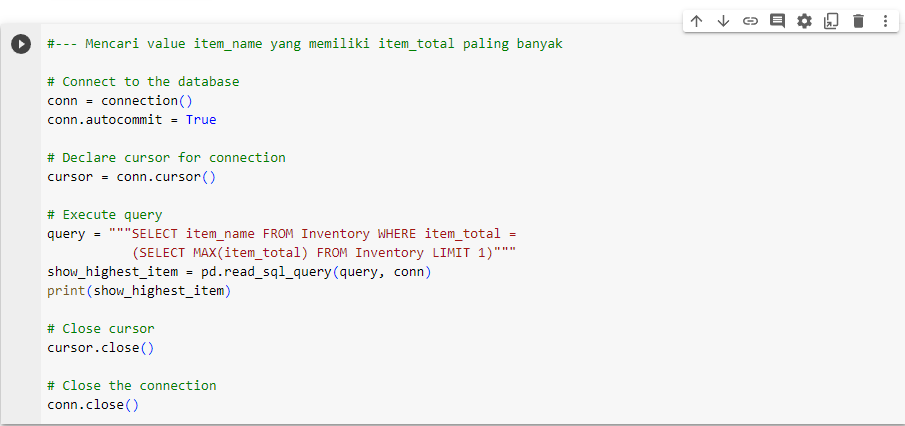 #--- Mencari value item_name yang memiliki item_total paling banyak
# Connect to the database
conn = connection()
conn.autocommit = True
# Declare cursor for connection
cursor = conn.cursor()
# Execute query
query = """SELECT item_name FROM Inventory WHERE item_total =
(SELECT MAX(item_total) FROM Inventory LIMIT 1)"""
show_highest_item = pd.read_sql_query(query, conn)
print(show_highest_item)
# Close cursor
cursor.close()
# Close the connection
conn.close()